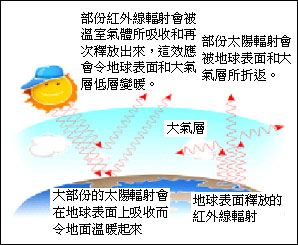 部份紅外線輻射會被
溫室氣體所吸收和再
次釋放出來，這效應
會令地球表面和大氣
層低層變暖。
部份太陽輻射會
被地球表面和大
氣層所折返。
大氣層
大部份的太陽輻射會
在地球表面上吸收而
令地面溫暖起來
地球表面釋放的
紅外線輻射